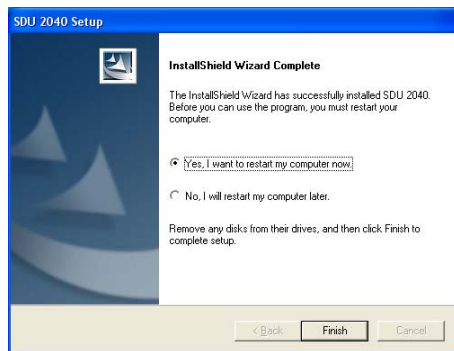 SDU 2040 Setup
InstallShield Wizard Complete
The InstallShield Wizard has successfully installed SDU 2040.
Before you can use the program, you must restart your
computer.
Yes, I want to restart my computer now.
No, I will restart my computer later.
Remove any disks from their drives, and then click Finish to
complete setup.
< Back
Finish
Cancel